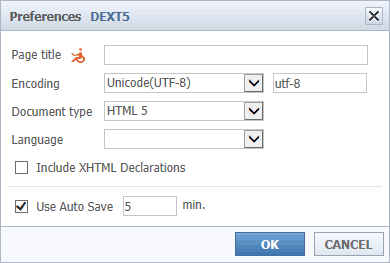 Preferences DEXT5
Page title
Encoding Unicode(UTF-8) utf-8
Document type HTML 5
Language
Include XHTML Declarations
Use Auto Save 5 min.
OK CANCEL